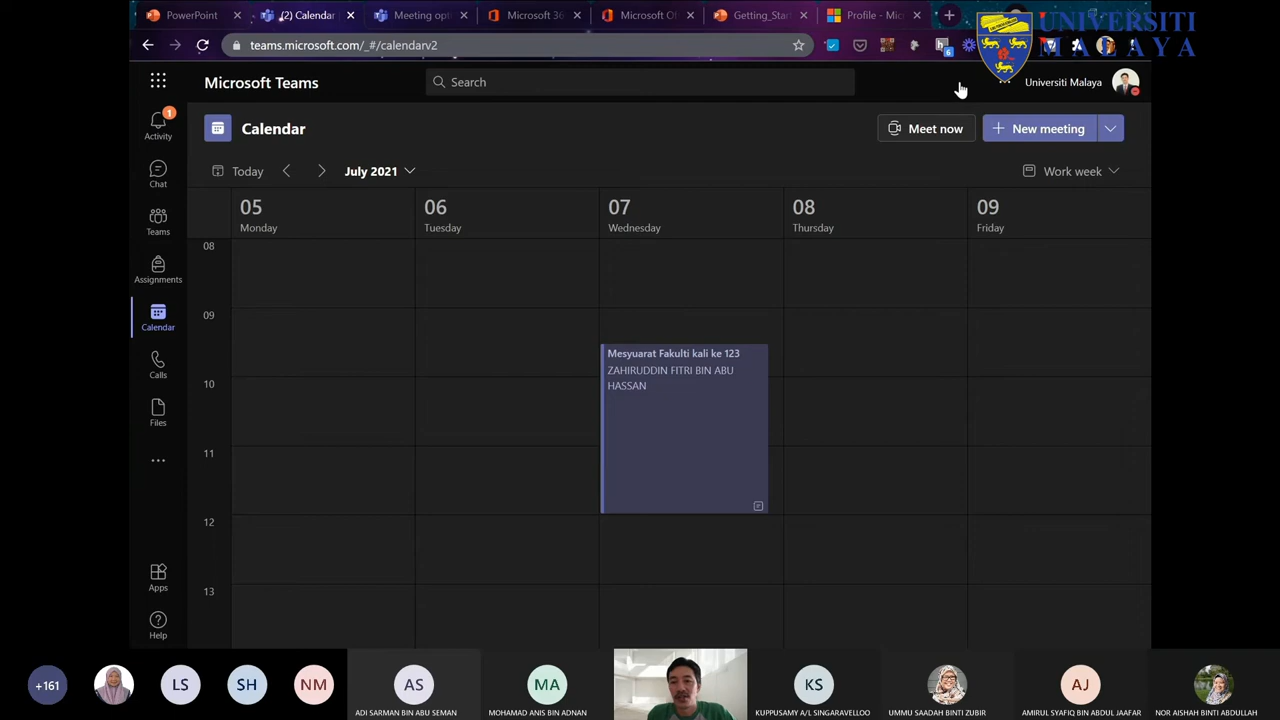 PowerPoint
(2) Calendar
Meeting opt
Microsoft 36
Microsoft Of
Getting_Star
Profile - Mic
UNIVERSITI
MALAYA
teams.microsoft.com/_#/calendarv2
6
Microsoft Teams
Search
Universiti Malaya
1
Activity
Chat
Teams
Assignments
Calendar
Calls
Files
Apps
Help
Calendar
Meet now
New meeting
Today
July 2021
Work week
05
Monday
06
Tuesday
07
Wednesday
08
Thursday
09
Friday
08
09
10
11
12
13
Mesyuarat Fakulti kali ke 123
ZAHIRUDDIN FITRI BIN ABU
HASSAN
+161
LS
SH
NM
AS
ADI SARMAN BIN ABU SEMAN
MA
MOHAMAD ANIS BIN ADNAN
KS
KUPPUSAMY A/L SINGARAVELLOO
UMMU SAADAH BINTI ZUBIR
AJ
AMIRUL SYAFIQ BIN ABDUL JAAFAR
NOR AISHAH BINTI ABDULLAH